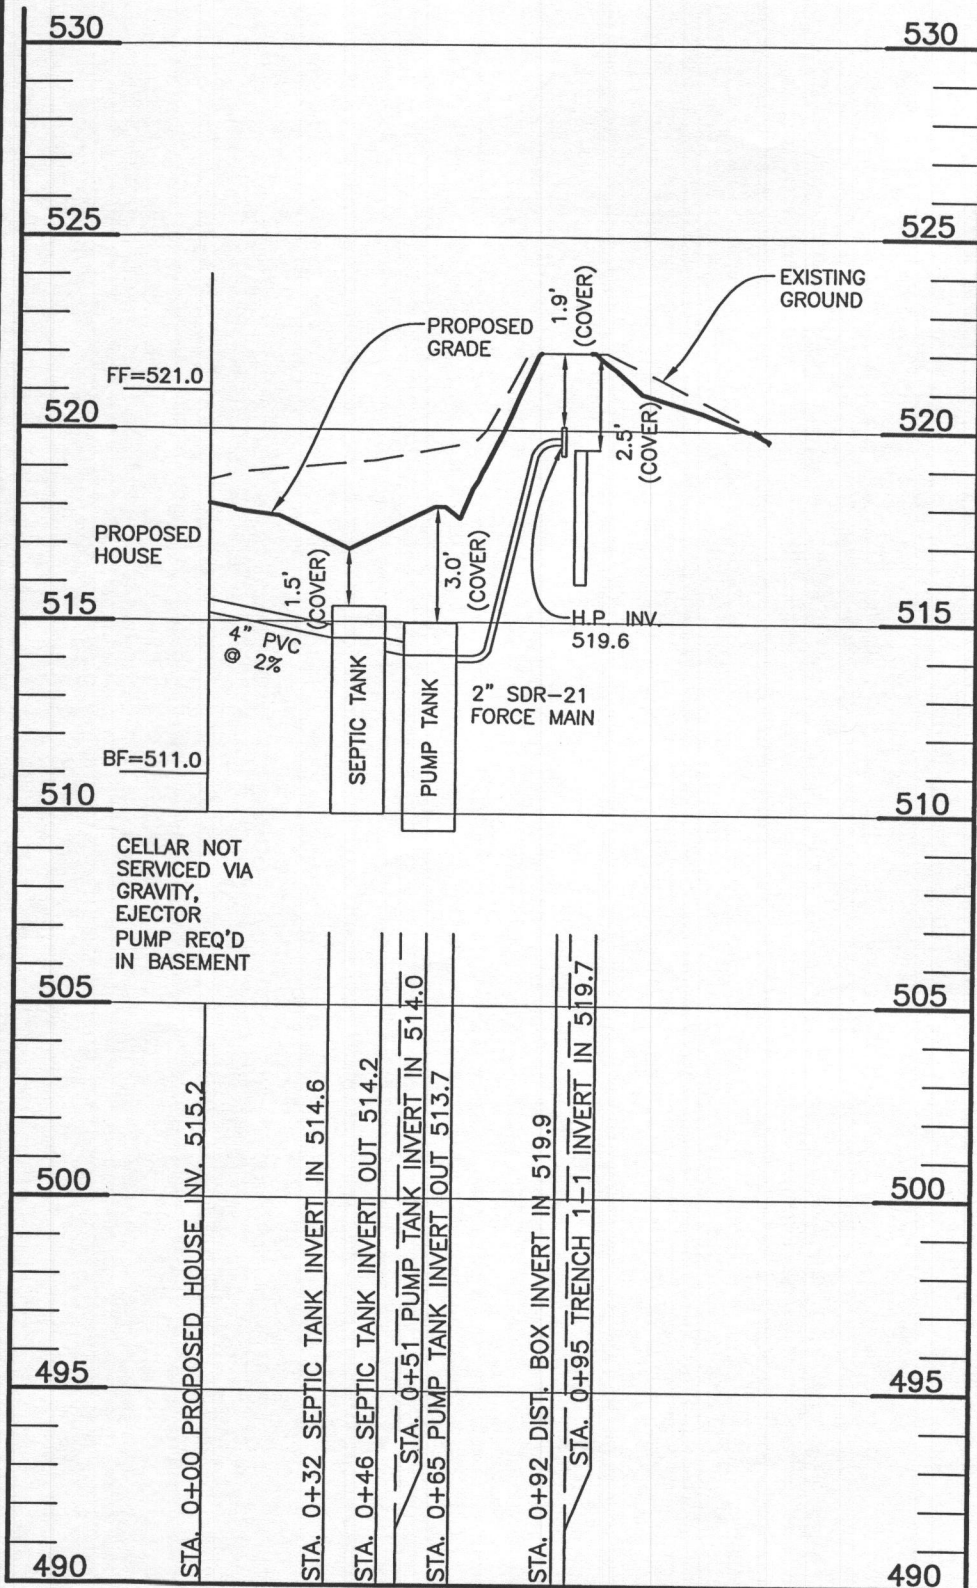 530
530
525
525
1.9'
(COVER)
EXISTING
GROUND
PROPOSED
GRADE
FF=521.0
520
520
2.5'
(COVER)
PROPOSED
HOUSE
1.5'
(COVER)
3.0'
(COVER)
515
515
H.P. INV.
519.6
4" PVC
@ 2%
SEPTIC TANK
PUMP TANK
2" SDR-21
FORCE MAIN
BF=511.0
510
510
CELLAR NOT
SERVICED VIA
GRAVITY,
EJECTOR
PUMP REQ'D
IN BASEMENT
505
505
STA. 0+00 PROPOSED HOUSE INV. 515.2
STA. 0+32 SEPTIC TANK INVERT IN 514.6
STA. 0+46 SEPTIC TANK INVERT OUT 514.2
STA. 0+51 PUMP TANK INVERT IN 514.0
STA. 0+65 PUMP TANK INVERT OUT 513.7
STA. 0+92 DIST. BOX INVERT IN 519.9
STA. 0+95 TRENCH 1-1 INVERT IN 519.7
500
500
495
495
490
490